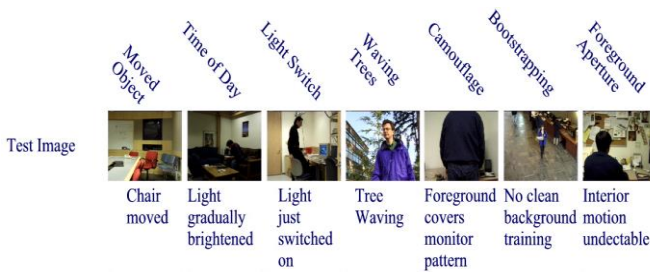 Moved
Object
Time of Day
Light Switch
Waving
Trees
Camouflage
Bootstrapping
Foreground
Aperture
Test Image
Chair
moved
Light
gradually
brightened
Light
just
switched
on
Tree
Waving
Foreground
covers
monitor
pattern
No clean
background
training
Interior
motion
undectable